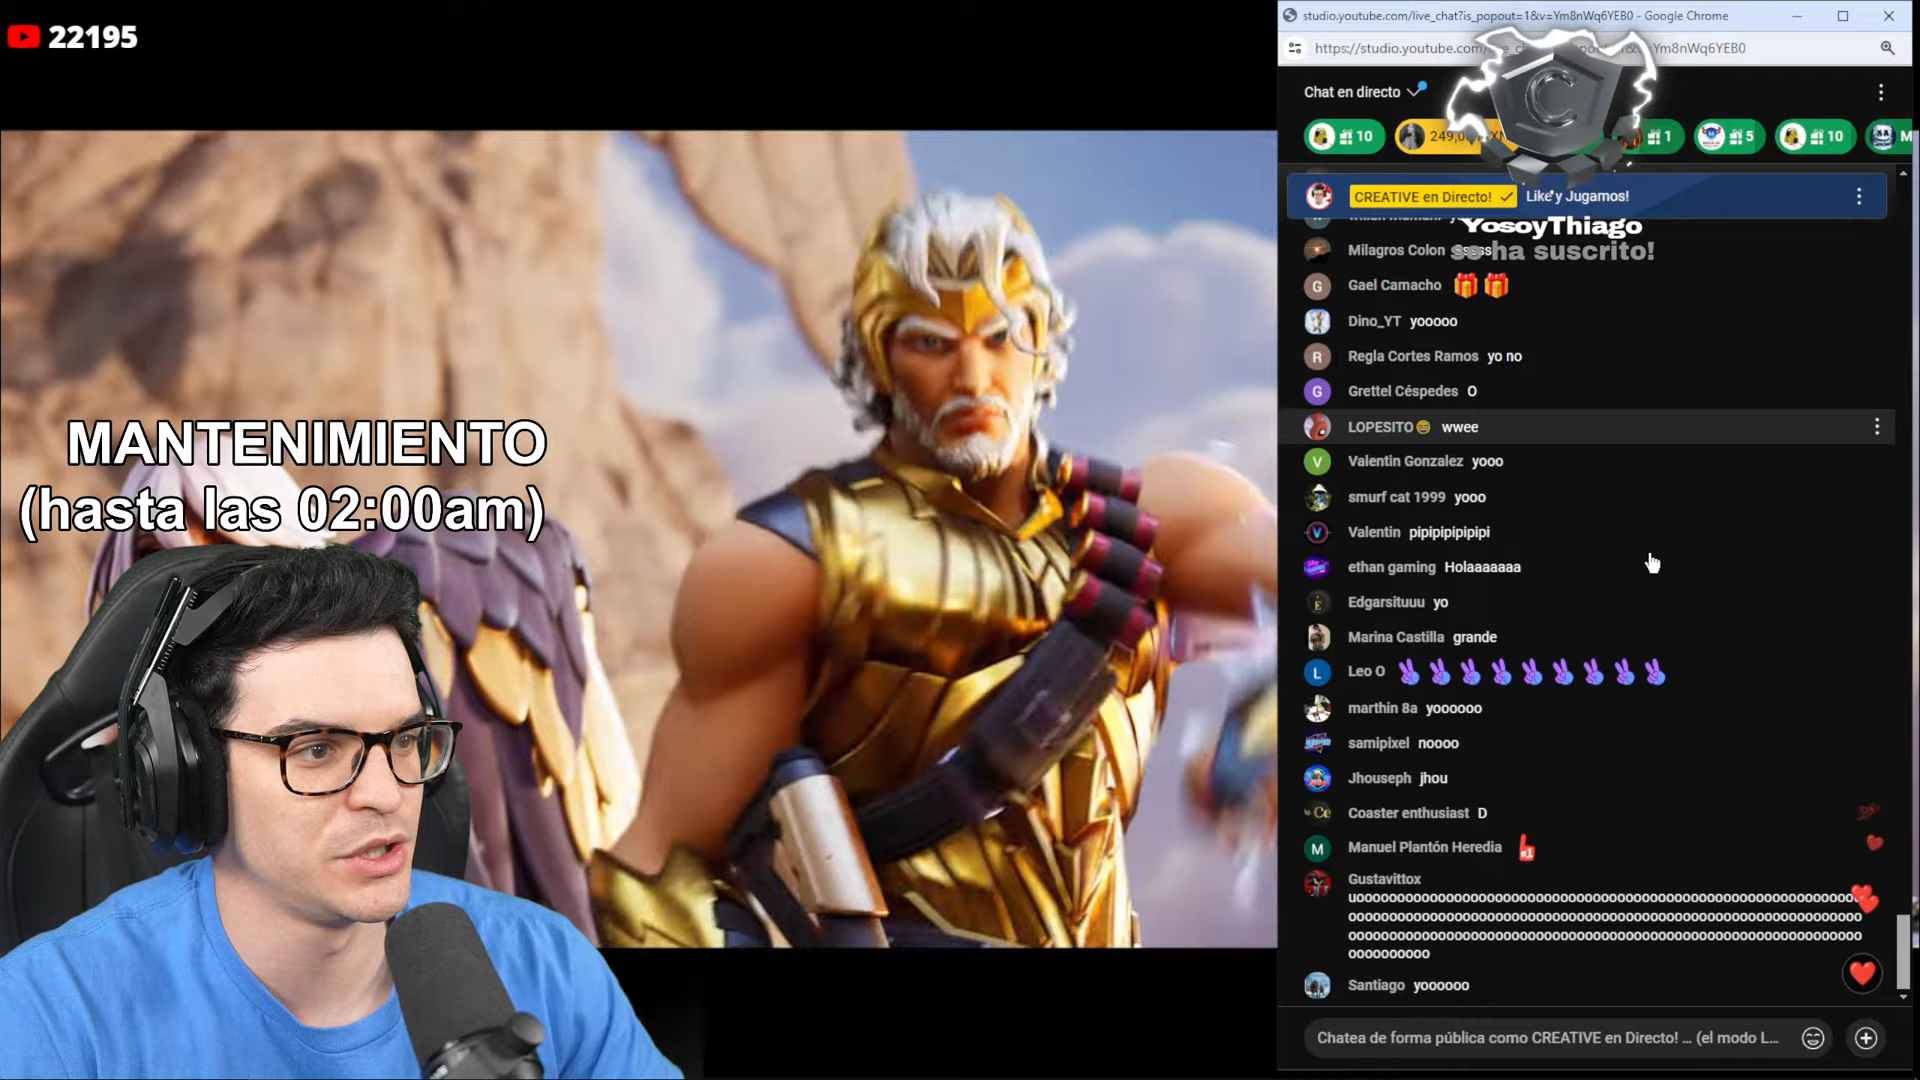 22195
MANTENIMIENTO
(hasta las 02:00am)
studio.youtube.com/live_chat?is_popout=1&v=Ym8nWq6YEB0 - Google Chrome
Chat en directo
10
1
5
10
M
CREATIVE en Directo! Like y Jugamos!
YosoyThiago
se ha suscrito!
Milagros Colon
Gael Camacho
Dino_YT yooooo
Regla Cortes Ramos yo no
Grettel Céspedes O
LOPESITO😅 wwee
Valentin Gonzalez yooo
smurf cat 1999 yooo
Valentin pipipipipipipi
ethan gaming Holaaaaaaa
Edgarsituuu yo
Marina Castilla grande
Leo O
marthin 8a yoooooo
samipixel noooo
Jhouseph jhou
Coaster enthusiast D
Manuel Plantón Heredia
Gustavittox
oooooooooo
Santiago yoooooo
Chatea de forma pública como CREATIVE en Directo! … (el modo L…